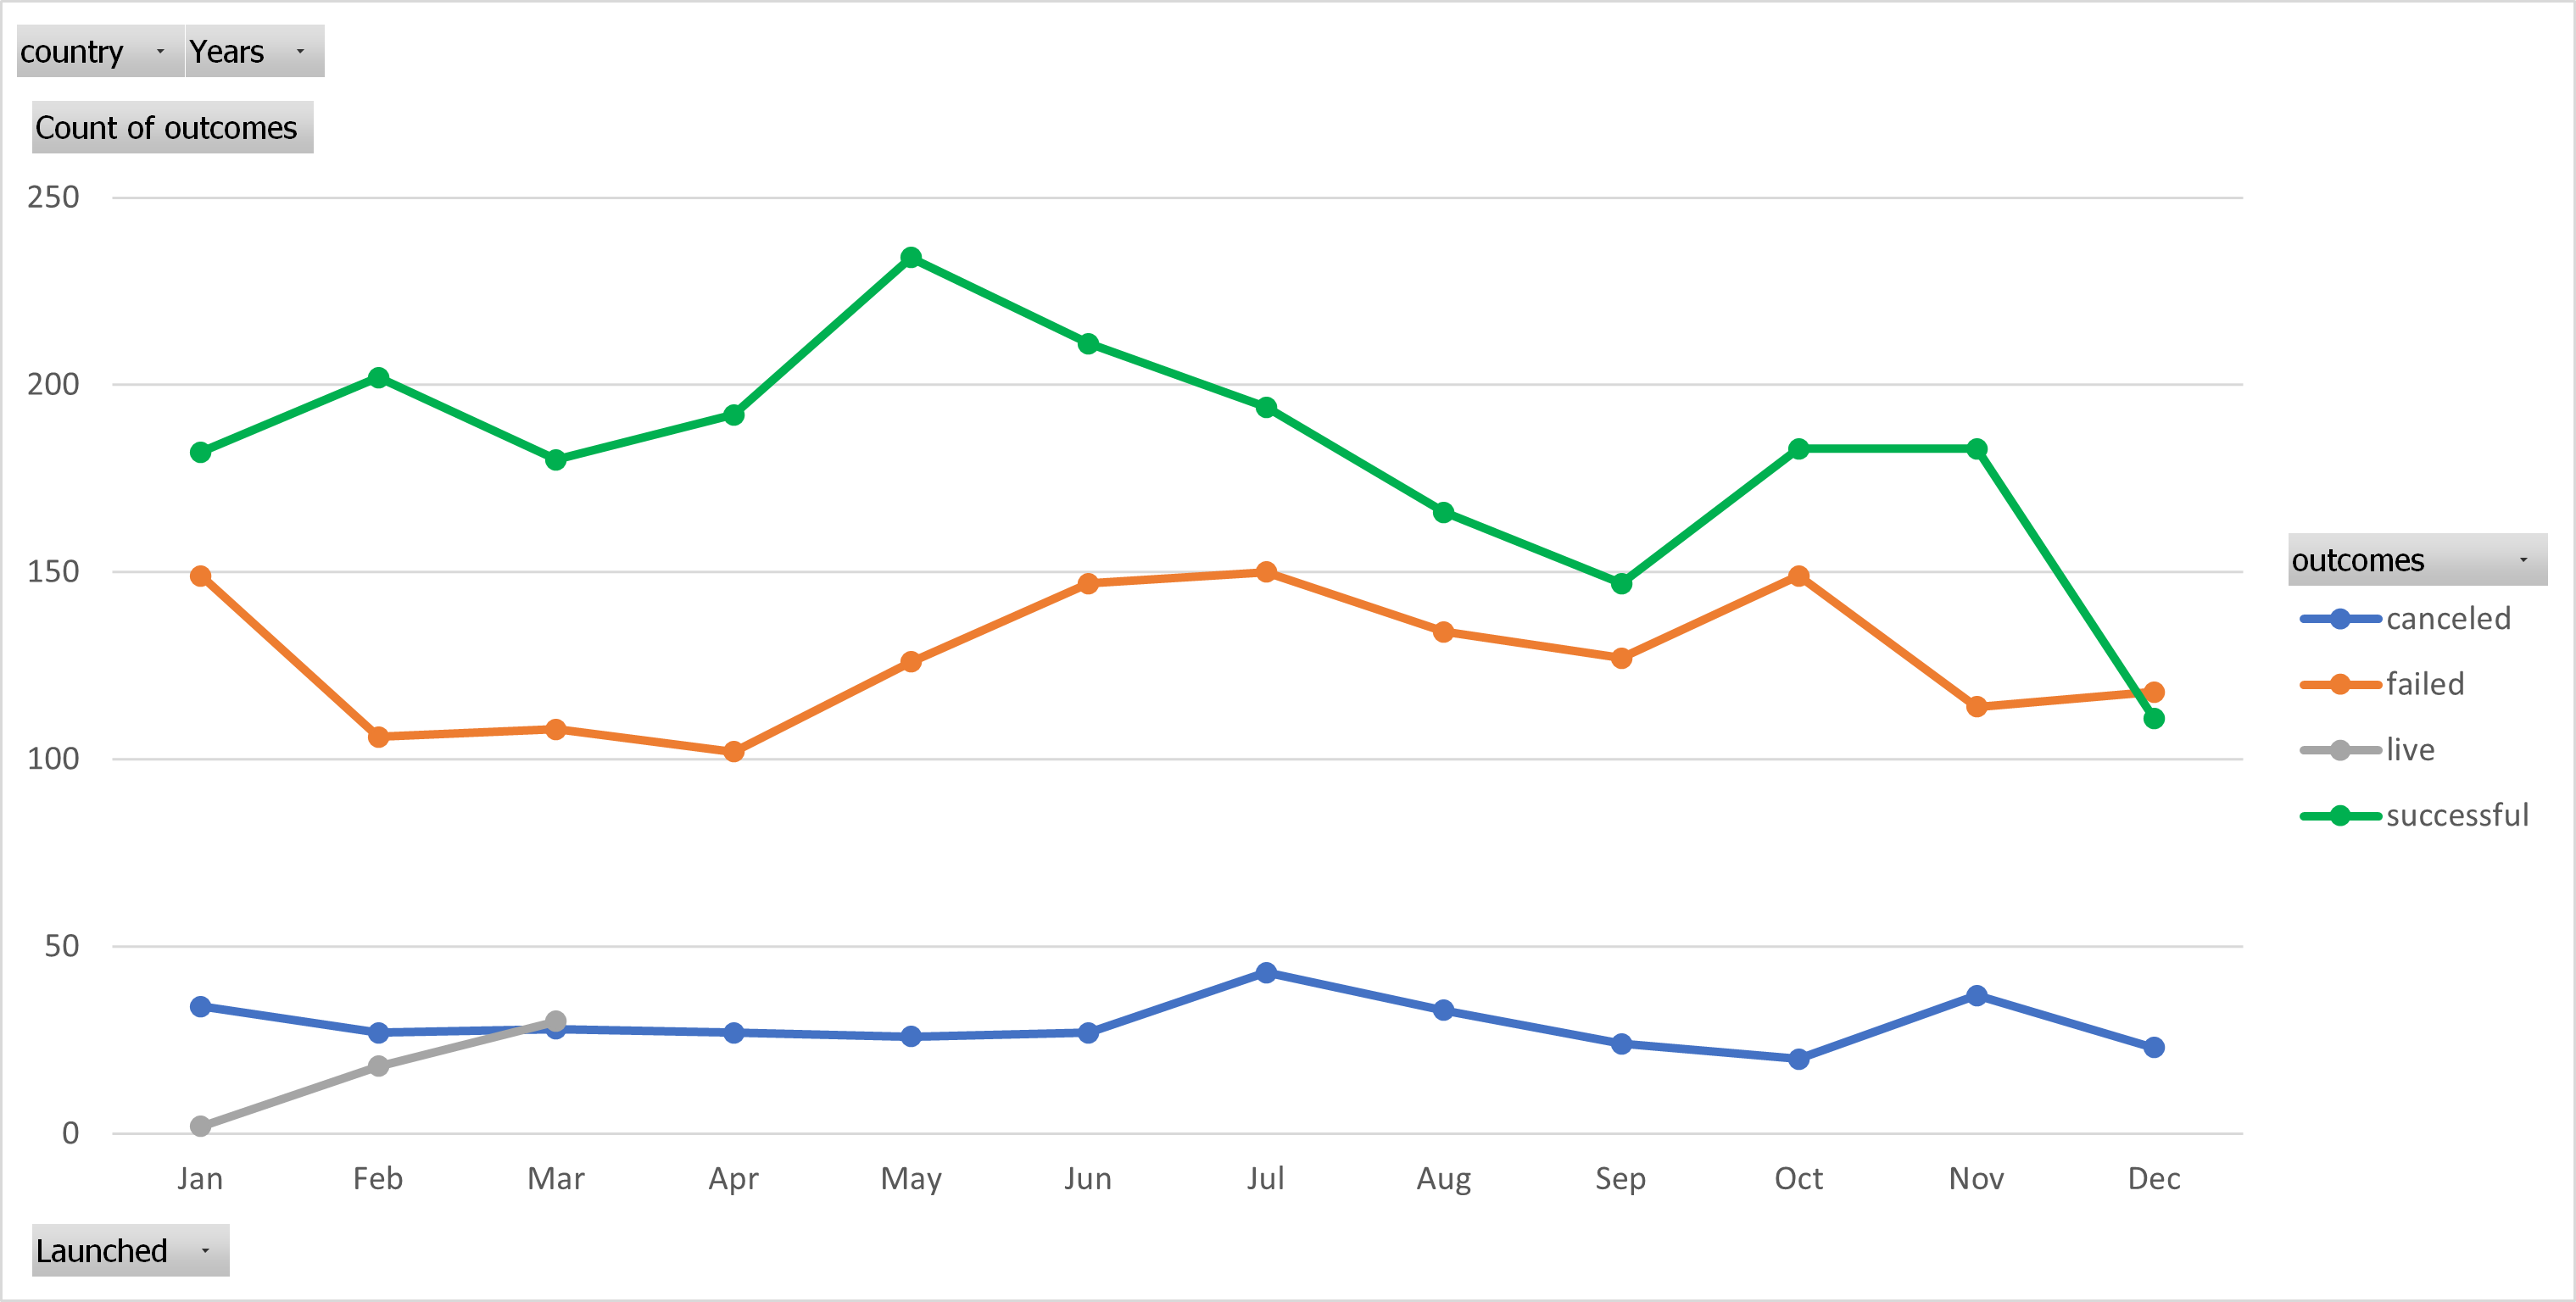 country Years
Count of outcomes
250
200
150
100
50
0
Jan Feb Mar Apr May Jun Jul Aug Sep Oct Nov Dec
outcomes
canceled
failed
live
successful
Launched